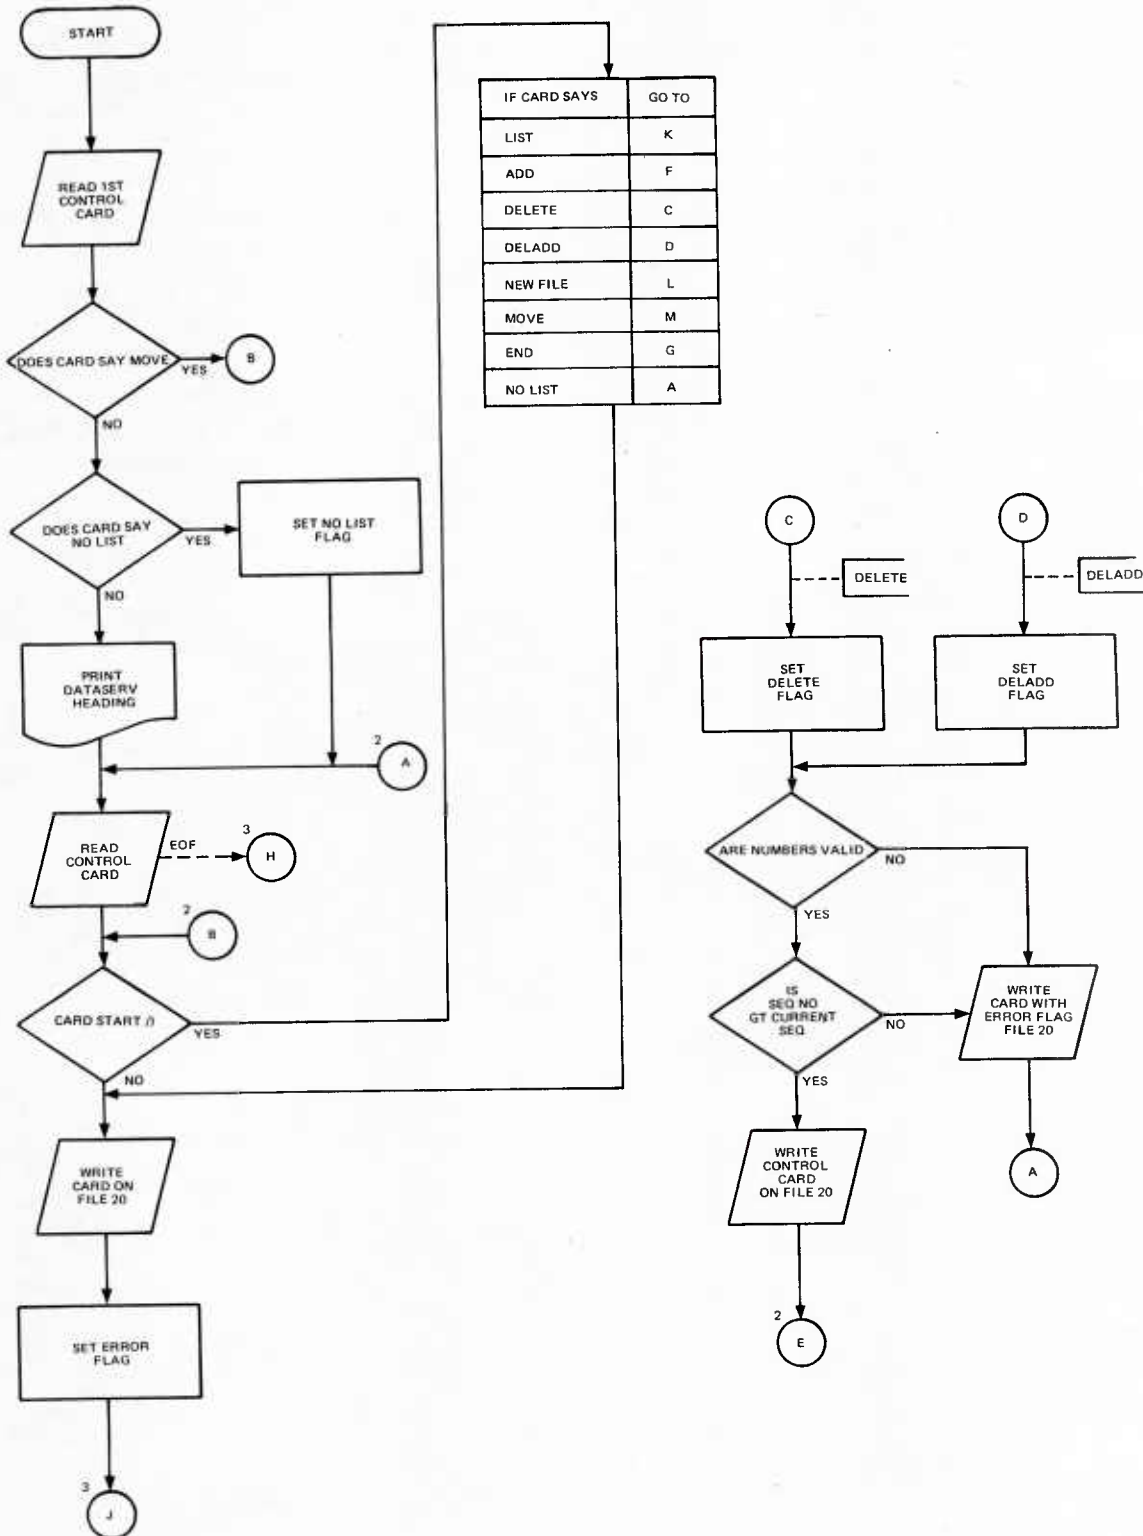 START
READ 1ST
CONTROL
CARD
DOES CARD SAY MOVE
YES
B
NO
DOES CARD SAY
NO LIST
YES
SET NO LIST
FLAG
NO
PRINT
DATASERV
HEADING
2
A
READ
CONTROL
CARD
EOF
3
H
2
B
CARD START
YES
NO
WRITE
CARD ON
FILE 20
SET ERROR
FLAG
3
J
IF CARD SAYS GO TO
LIST K
ADD F
DELETE C
DELADD D
NEW FILE L
MOVE M
END G
NO LIST A
C
DELETE
SET
DELETE
FLAG
D
DELADD
SET
DELADD
FLAG
ARE NUMBERS VALID
NO
YES
IS
SEQ NO
GT CURRENT
SEQ
NO
YES
WRITE
CARD WITH
ERROR FLAG
FILE 20
A
WRITE
CONTROL
CARD
ON FILE 20
2
E